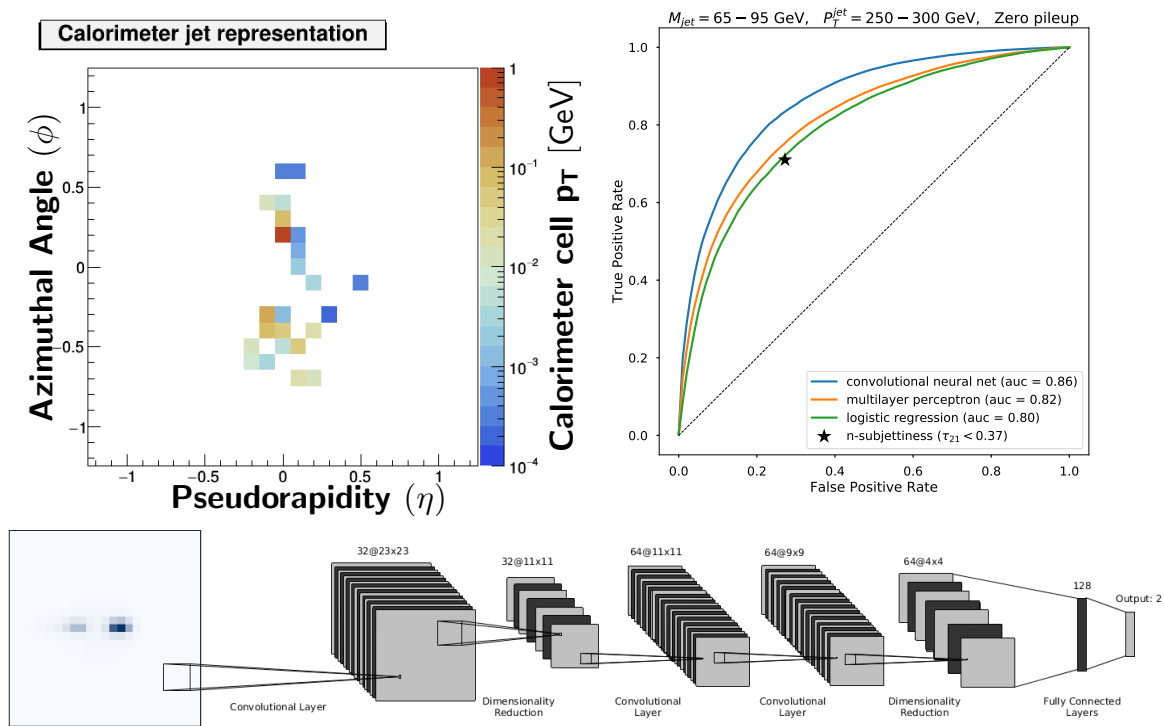 Calorimeter jet representation
Azimuthal Angle (ϕ)
1
0.5
0
−0.5
−1
−1
−0.5
0
0.5
1
Pseudorapidity (η)
1
10⁻¹
10⁻²
10⁻³
10⁻⁴
Calorimeter cell pT [GeV]
M_jet = 65 − 95 GeV, P_T^jet = 250 − 300 GeV, Zero pileup
True Positive Rate
1.0
0.8
0.6
0.4
0.2
0.0
0.0
0.2
0.4
0.6
0.8
1.0
False Positive Rate
convolutional neural net (auc = 0.86)
multilayer perceptron (auc = 0.82)
logistic regression (auc = 0.80)
n-subjettiness (τ₂₁ < 0.37)
32@23x23
32@11x11
64@11x11
64@9x9
64@4x4
128
Output: 2
Convolutional Layer
Dimensionality
Reduction
Convolutional
Layer
Convolutional
Layer
Dimensionality
Reduction
Fully Connected
Layers